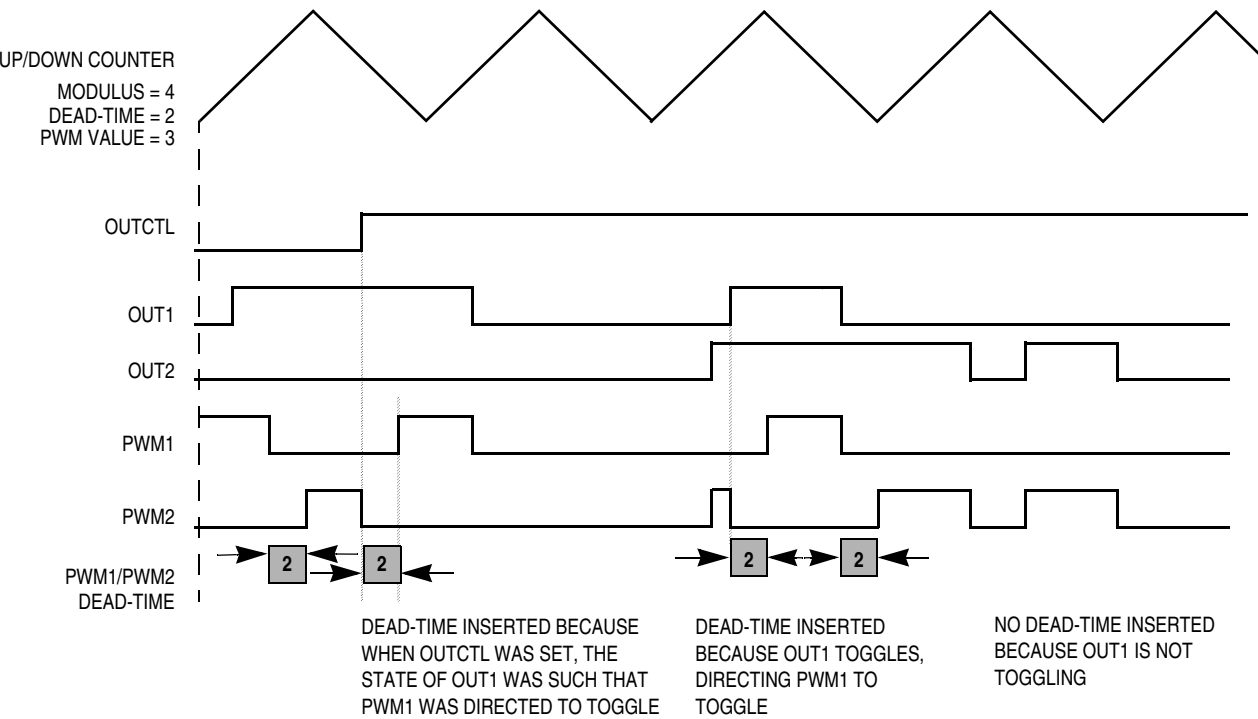 UP/DOWN COUNTER
MODULUS = 4
DEAD-TIME = 2
PWM VALUE = 3
OUTCTL
OUT1
OUT2
PWM1
PWM2
PWM1/PWM2
DEAD-TIME
2
2
2
2
DEAD-TIME INSERTED BECAUSE
WHEN OUTCTL WAS SET, THE
STATE OF OUT1 WAS SUCH THAT
PWM1 WAS DIRECTED TO TOGGLE
DEAD-TIME INSERTED
BECAUSE OUT1 TOGGLES,
DIRECTING PWM1 TO
TOGGLE
NO DEAD-TIME INSERTED
BECAUSE OUT1 IS NOT
TOGGLING